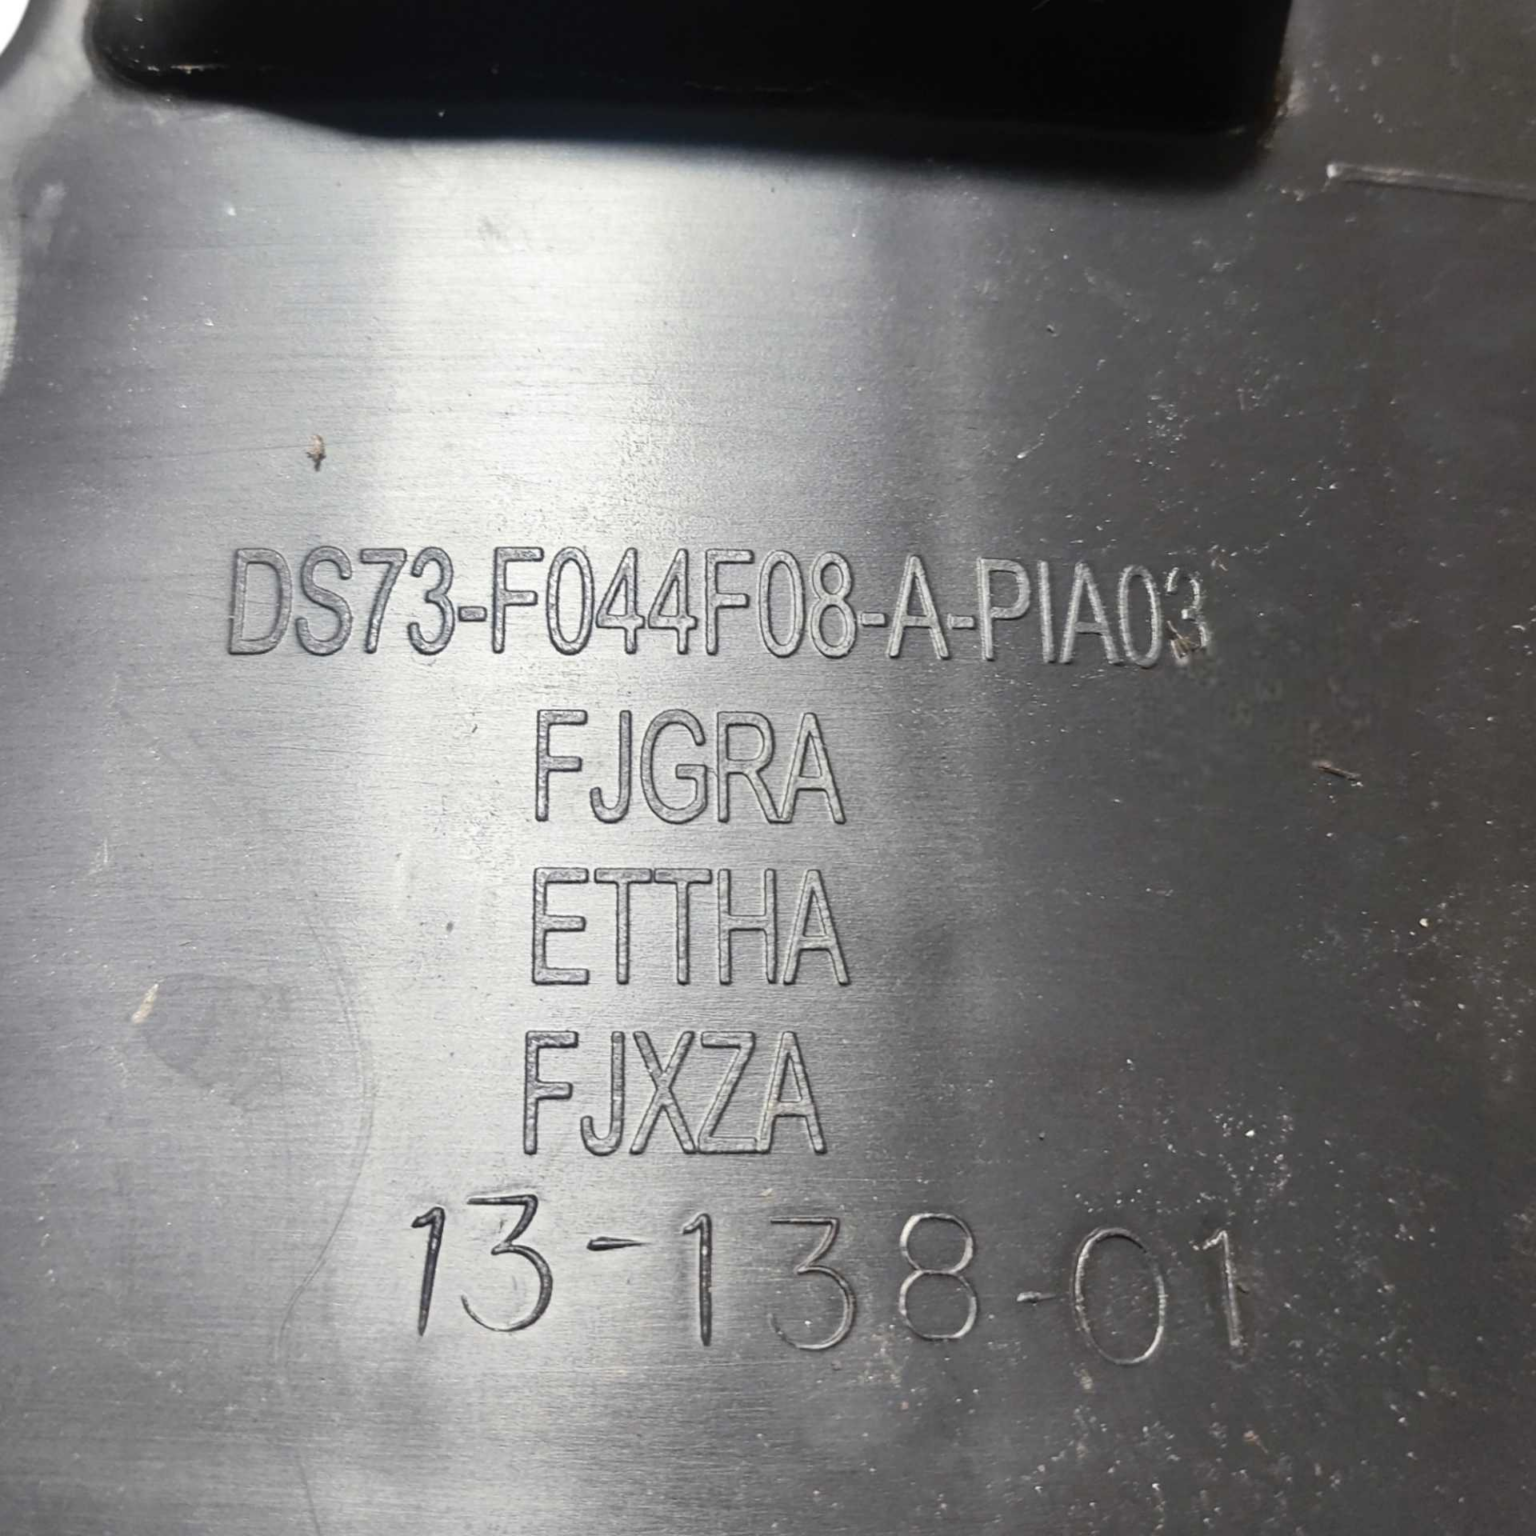 DS73-F044F08-A-PIA03
FJGRA
ETTHA
FJXZA
13-138-01